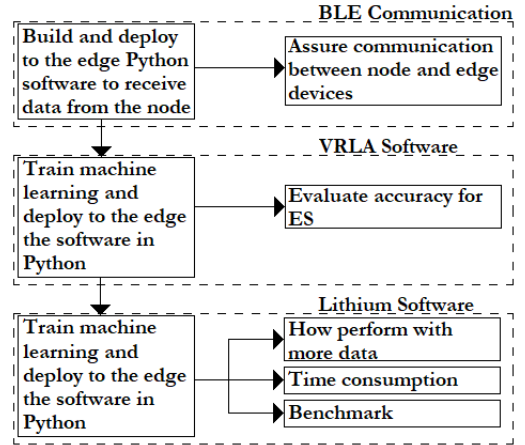 BLE Communication
Build and deploy
to the edge Python
software to receive
data from the node
Assure communication
between node and edge
devices
VRLA Software
Train machine
learning and
deploy to the edge
the software in
Python
Evaluate accuracy for
ES
Lithium Software
Train machine
learning and
deploy to the edge
the software in
Python
How perform with
more data
Time consumption
Benchmark